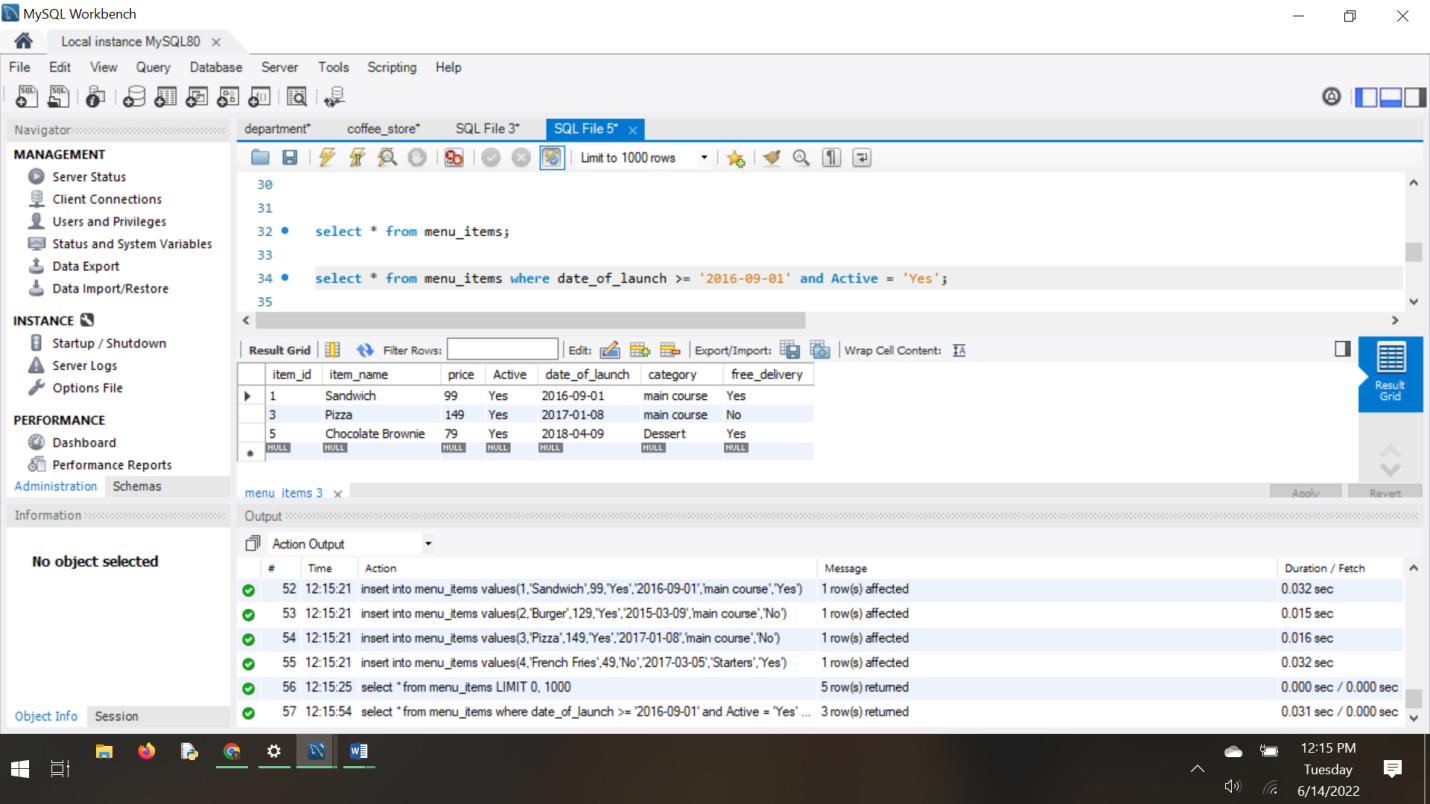 MySQL Workbench
Local instance MySQL80
File Edit View Query Database Server Tools Scripting Help
Navigator
MANAGEMENT
Server Status
Client Connections
Users and Privileges
Status and System Variables
Data Export
Data Import/Restore
INSTANCE
Startup / Shutdown
Server Logs
Options File
PERFORMANCE
Dashboard
Performance Reports
Administration Schemas
Information
No object selected
Object Info Session
department* coffee_store* SQL File 3* SQL File 5*
Limit to 1000 rows
30
31
32 select * from menu_items;
33
34 select * from menu_items where date_of_launch >= '2016-09-01' and Active = 'Yes';
35
Result Grid Filter Rows: Edit: Export/Import: Wrap Cell Content:
item_id item_name price Active date_of_launch category free_delivery
1 Sandwich 99 Yes 2016-09-01 main course Yes
3 Pizza 149 Yes 2017-01-08 main course No
5 Chocolate Brownie 79 Yes 2018-04-09 Dessert Yes
NULL NULL NULL NULL NULL NULL NULL
Result
Grid
menu_items 3 Apply Revert
Output
Action Output
# Time Action Message Duration / Fetch
52 12:15:21 insert into menu_items values(1,'Sandwich',99,'Yes','2016-09-01','main course','Yes') 1 row(s) affected 0.032 sec
53 12:15:21 insert into menu_items values(2,'Burger',129,'Yes','2015-03-09','main course','No') 1 row(s) affected 0.015 sec
54 12:15:21 insert into menu_items values(3,'Pizza',149,'Yes','2017-01-08','main course','No') 1 row(s) affected 0.016 sec
55 12:15:21 insert into menu_items values(4,'French Fries',49,'No','2017-03-05','Starters','Yes') 1 row(s) affected 0.032 sec
56 12:15:25 select * from menu_items LIMIT 0, 1000 5 row(s) returned 0.000 sec / 0.000 sec
57 12:15:54 select * from menu_items where date_of_launch >= '2016-09-01' and Active = 'Yes' ... 3 row(s) returned 0.031 sec / 0.000 sec
12:15 PM
Tuesday
6/14/2022